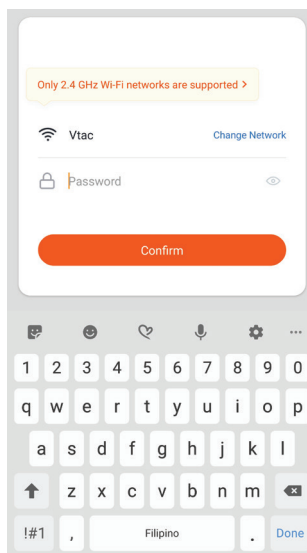 Only 2.4 GHz Wi-Fi networks are supported >
Vtac Change Network
Password
Confirm
1 2 3 4 5 6 7 8 9 0
q w e r t y u i o p
a s d f g h j k l
z x c v b n m
!#1 , Filipino . Done